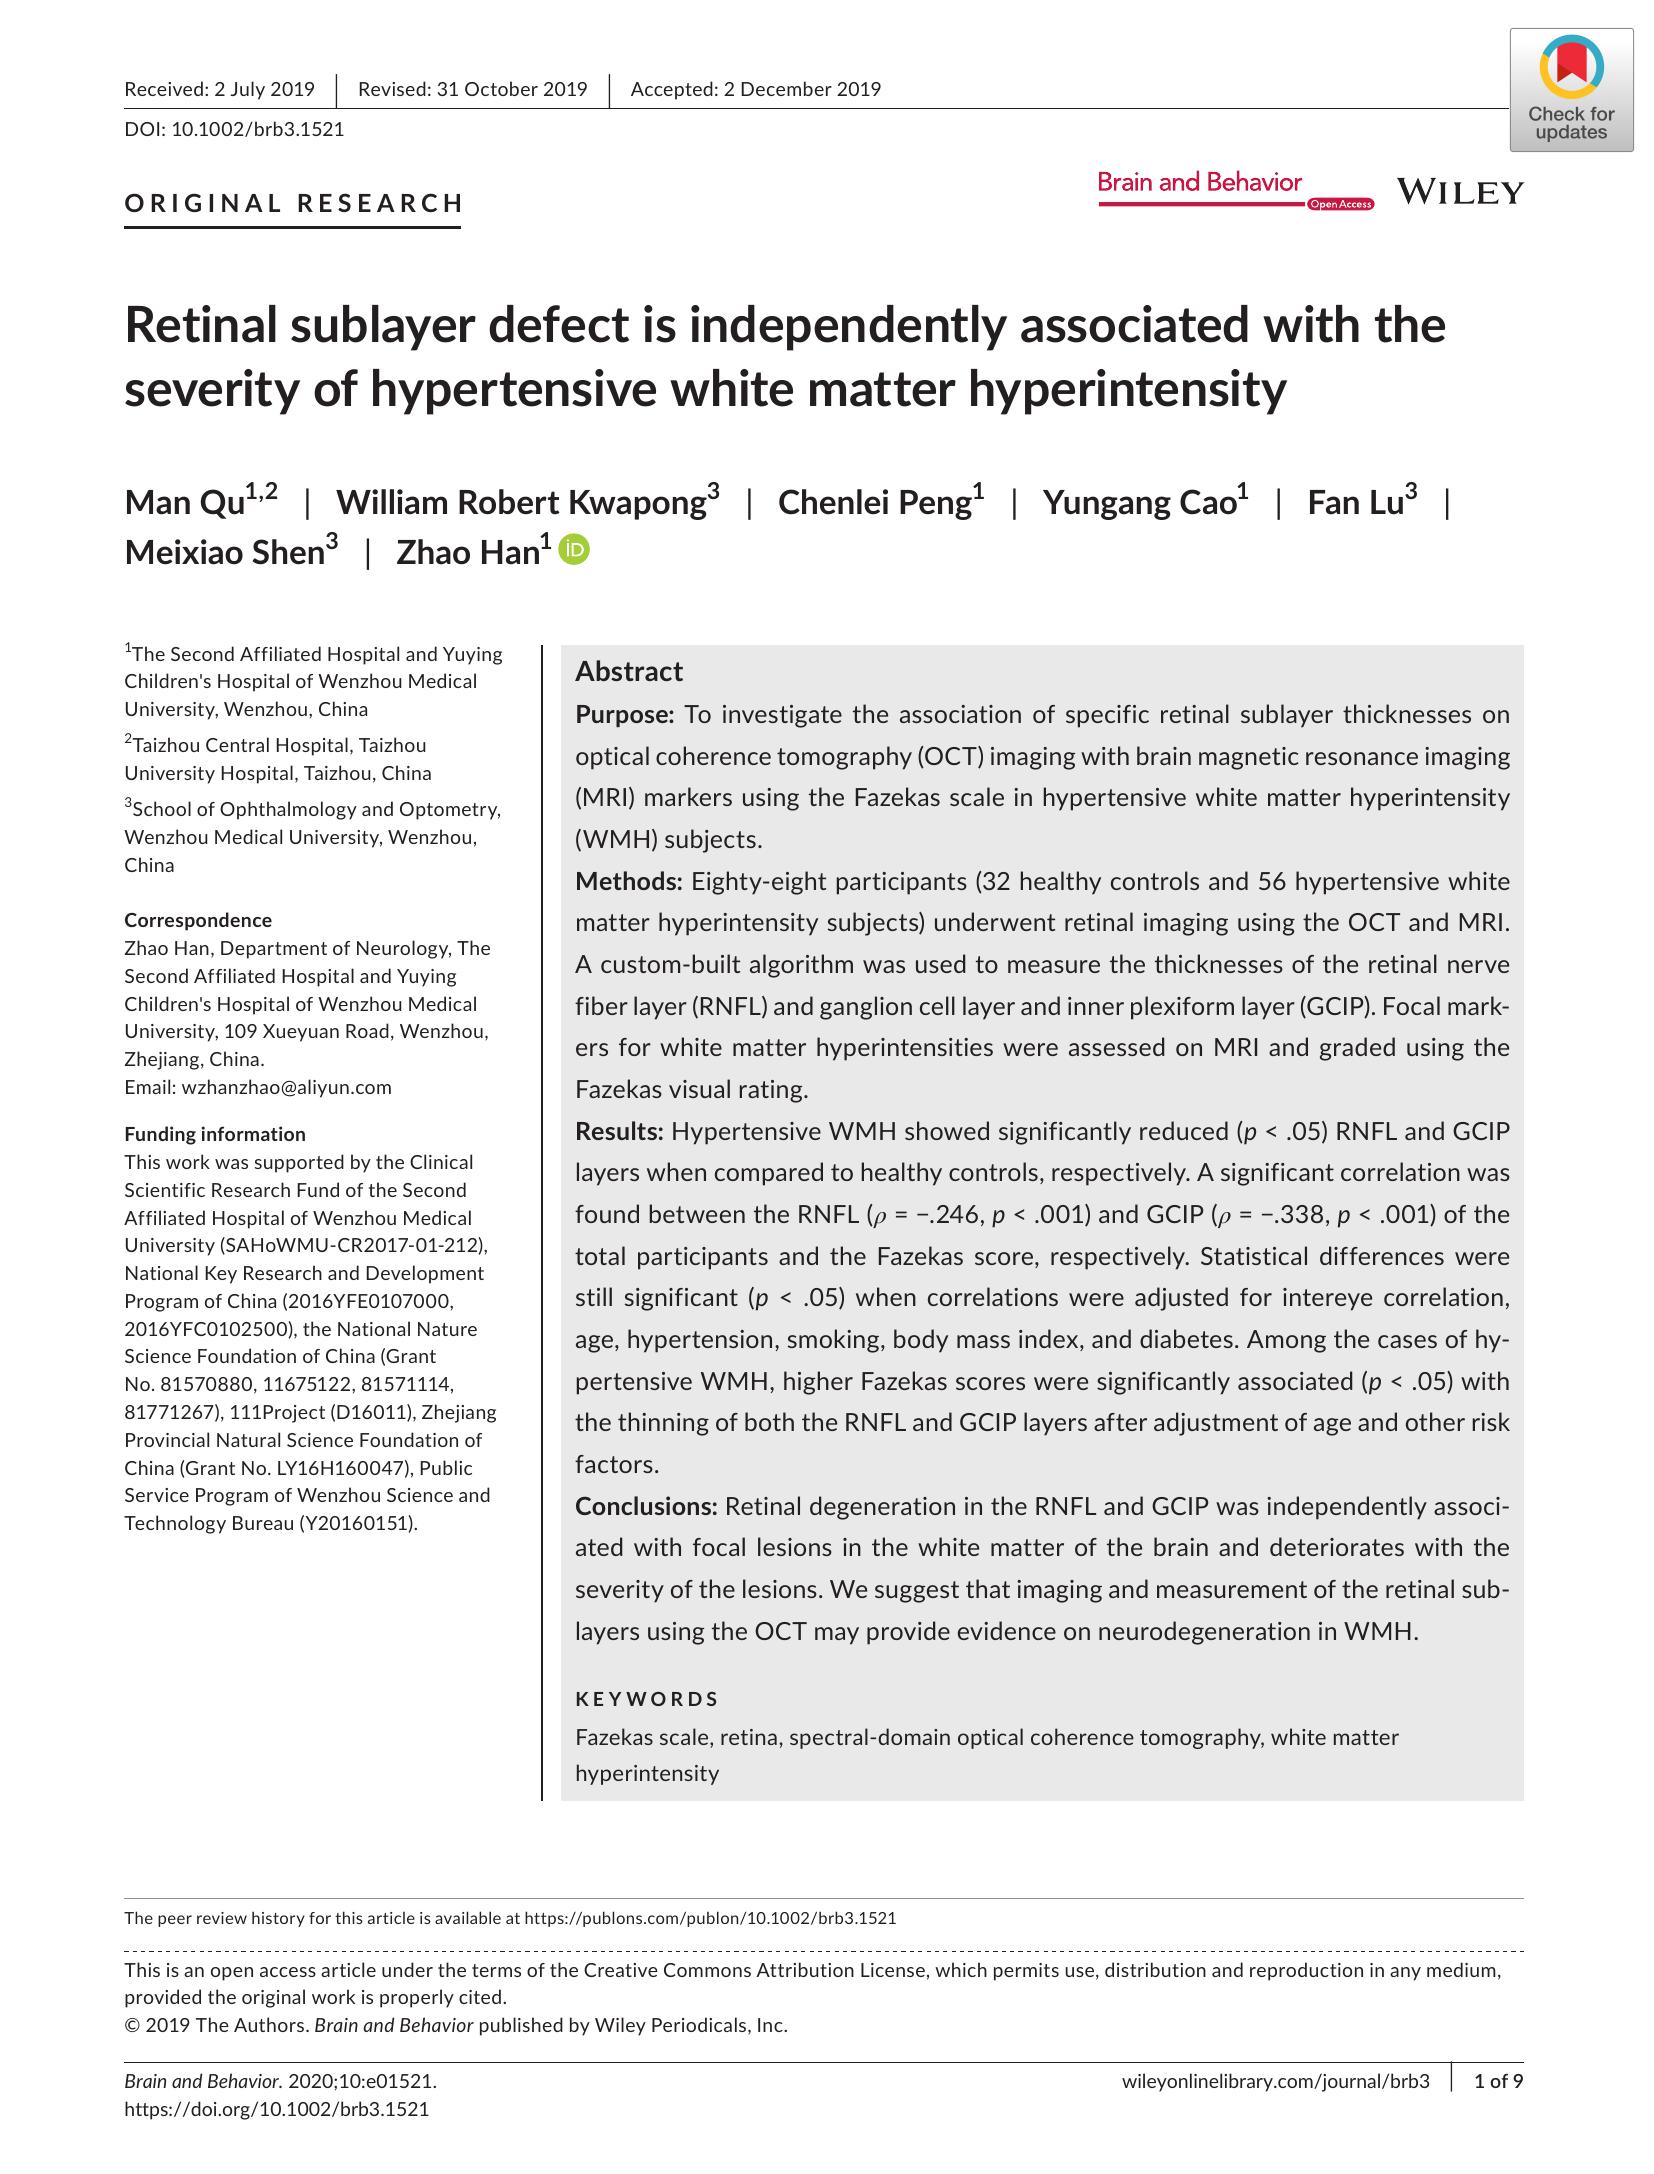 Received: 2 July 2019 | Revised: 31 October 2019 | Accepted: 2 December 2019
DOI: 10.1002/brb3.1521
Check for
updates
ORIGINAL RESEARCH
Brain and Behavior
Open Access
WILEY
Retinal sublayer defect is independently associated with the
severity of hypertensive white matter hyperintensity
Man Qu1,2 | William Robert Kwapong3 | Chenlei Peng1 | Yungang Cao1 | Fan Lu3 |
Meixiao Shen3 | Zhao Han1 iD
1The Second Affiliated Hospital and Yuying
Children's Hospital of Wenzhou Medical
University, Wenzhou, China
2Taizhou Central Hospital, Taizhou
University Hospital, Taizhou, China
3School of Ophthalmology and Optometry,
Wenzhou Medical University, Wenzhou,
China
Correspondence
Zhao Han, Department of Neurology, The
Second Affiliated Hospital and Yuying
Children's Hospital of Wenzhou Medical
University, 109 Xueyuan Road, Wenzhou,
Zhejiang, China.
Email: wzhanzhao@aliyun.com
Funding information
This work was supported by the Clinical
Scientific Research Fund of the Second
Affiliated Hospital of Wenzhou Medical
University (SAHoWMU-CR2017-01-212),
National Key Research and Development
Program of China (2016YFE0107000,
2016YFC0102500), the National Nature
Science Foundation of China (Grant
No. 81570880, 11675122, 81571114,
81771267), 111Project (D16011), Zhejiang
Provincial Natural Science Foundation of
China (Grant No. LY16H160047), Public
Service Program of Wenzhou Science and
Technology Bureau (Y20160151).
Abstract
Purpose: To investigate the association of specific retinal sublayer thicknesses on
optical coherence tomography (OCT) imaging with brain magnetic resonance imaging
(MRI) markers using the Fazekas scale in hypertensive white matter hyperintensity
(WMH) subjects.
Methods: Eighty-eight participants (32 healthy controls and 56 hypertensive white
matter hyperintensity subjects) underwent retinal imaging using the OCT and MRI.
A custom-built algorithm was used to measure the thicknesses of the retinal nerve
fiber layer (RNFL) and ganglion cell layer and inner plexiform layer (GCIP). Focal mark-
ers for white matter hyperintensities were assessed on MRI and graded using the
Fazekas visual rating.
Results: Hypertensive WMH showed significantly reduced (p < .05) RNFL and GCIP
layers when compared to healthy controls, respectively. A significant correlation was
found between the RNFL (ρ = −.246, p < .001) and GCIP (ρ = −.338, p < .001) of the
total participants and the Fazekas score, respectively. Statistical differences were
still significant (p < .05) when correlations were adjusted for intereye correlation,
age, hypertension, smoking, body mass index, and diabetes. Among the cases of hy-
pertensive WMH, higher Fazekas scores were significantly associated (p < .05) with
the thinning of both the RNFL and GCIP layers after adjustment of age and other risk
factors.
Conclusions: Retinal degeneration in the RNFL and GCIP was independently associ-
ated with focal lesions in the white matter of the brain and deteriorates with the
severity of the lesions. We suggest that imaging and measurement of the retinal sub-
layers using the OCT may provide evidence on neurodegeneration in WMH.
KEYWORDS
Fazekas scale, retina, spectral-domain optical coherence tomography, white matter
hyperintensity
The peer review history for this article is available at https://publons.com/publon/10.1002/brb3.1521
This is an open access article under the terms of the Creative Commons Attribution License, which permits use, distribution and reproduction in any medium,
provided the original work is properly cited.
© 2019 The Authors. Brain and Behavior published by Wiley Periodicals, Inc.
Brain and Behavior. 2020;10:e01521.
https://doi.org/10.1002/brb3.1521
wileyonlinelibrary.com/journal/brb3 | 1 of 9